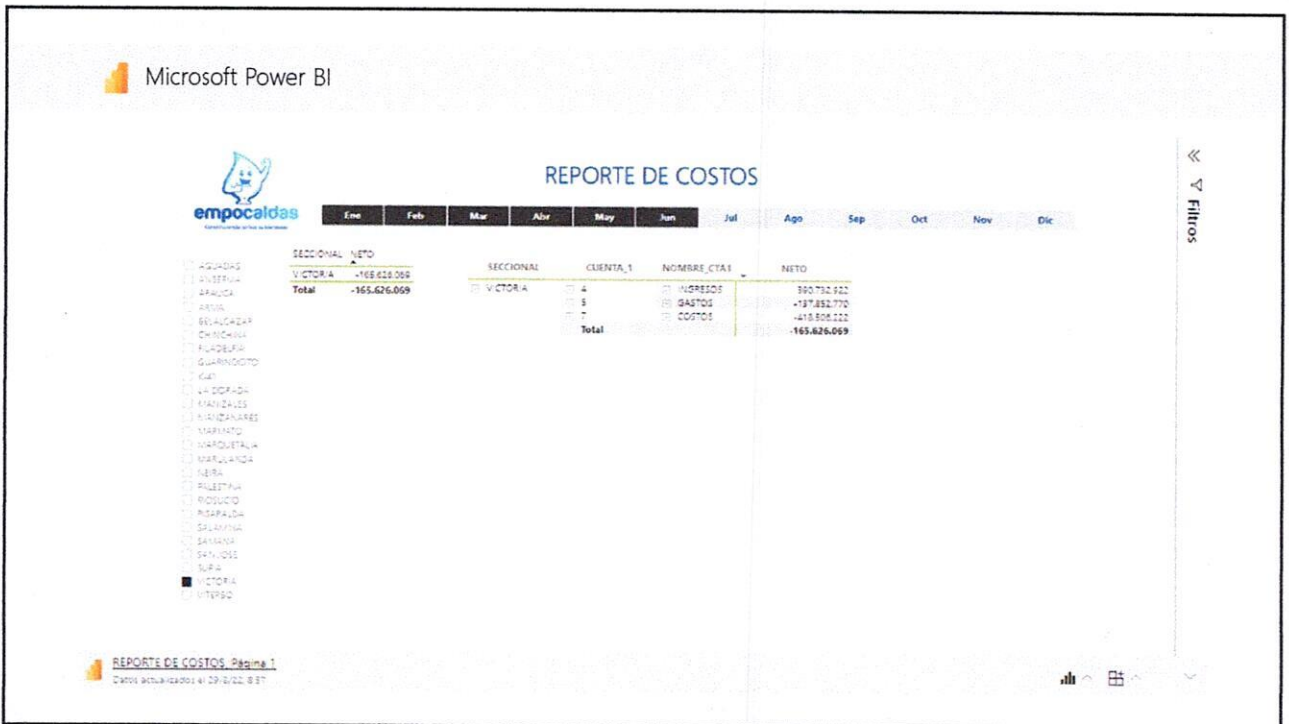 Microsoft Power BI
REPORTE DE COSTOS
empocaldas
Ene Feb Mar Abr May Jun Jul Ago Sep Oct Nov Dic
Filtros
SECCIONAL NETO
VICTORIA -165.626.069
Total -165.626.069
SECCIONAL CUENTA_1 NOMBRE_CTA1 NETO
VICTORIA 4 INGRESOS 390.732.922
5 GASTOS -137.852.770
7 COSTOS -418.506.222
Total -165.626.069
AGUADAS
ANSERMA
ARAUCA
ARMA
BELALCAZAR
CHINCHINA
FILADELFIA
GUARINOCITO
KM41
LA DORADA
MANIZALES
MANZANARES
MARMATO
MARQUETALIA
MARULANDA
NEIRA
PALESTINA
RIOSUCIO
RISARALDA
SALAMINA
SAMANA
SAN JOSE
SUPIA
VICTORIA
VITERBO
REPORTE DE COSTOS, Página 1
Datos actualizados el